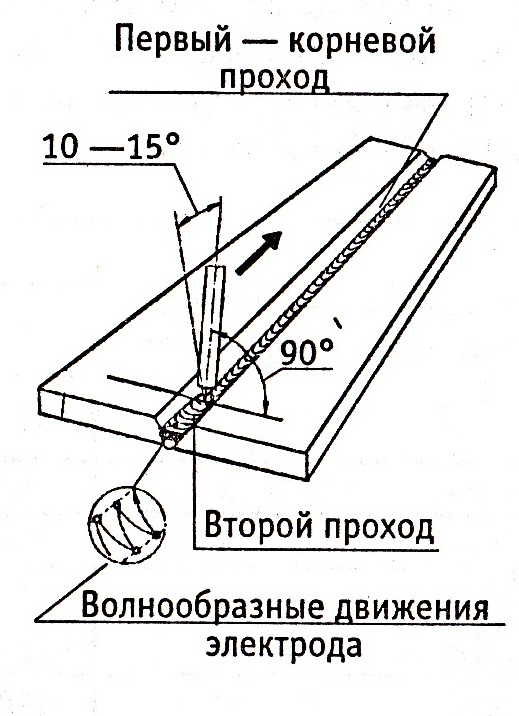 Первый — корневой
проход
10 —15°
90°
Второй проход
Волнообразные движения
электрода